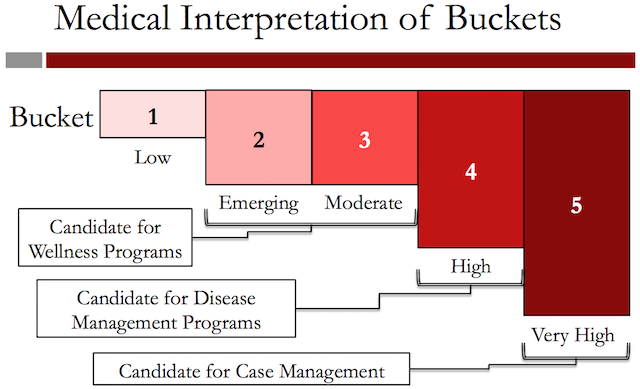 Medical Interpretation of Buckets
Bucket
1
2
3
4
5
Low
Emerging
Moderate
High
Very High
Candidate for
Wellness Programs
Candidate for Disease
Management Programs
Candidate for Case Management